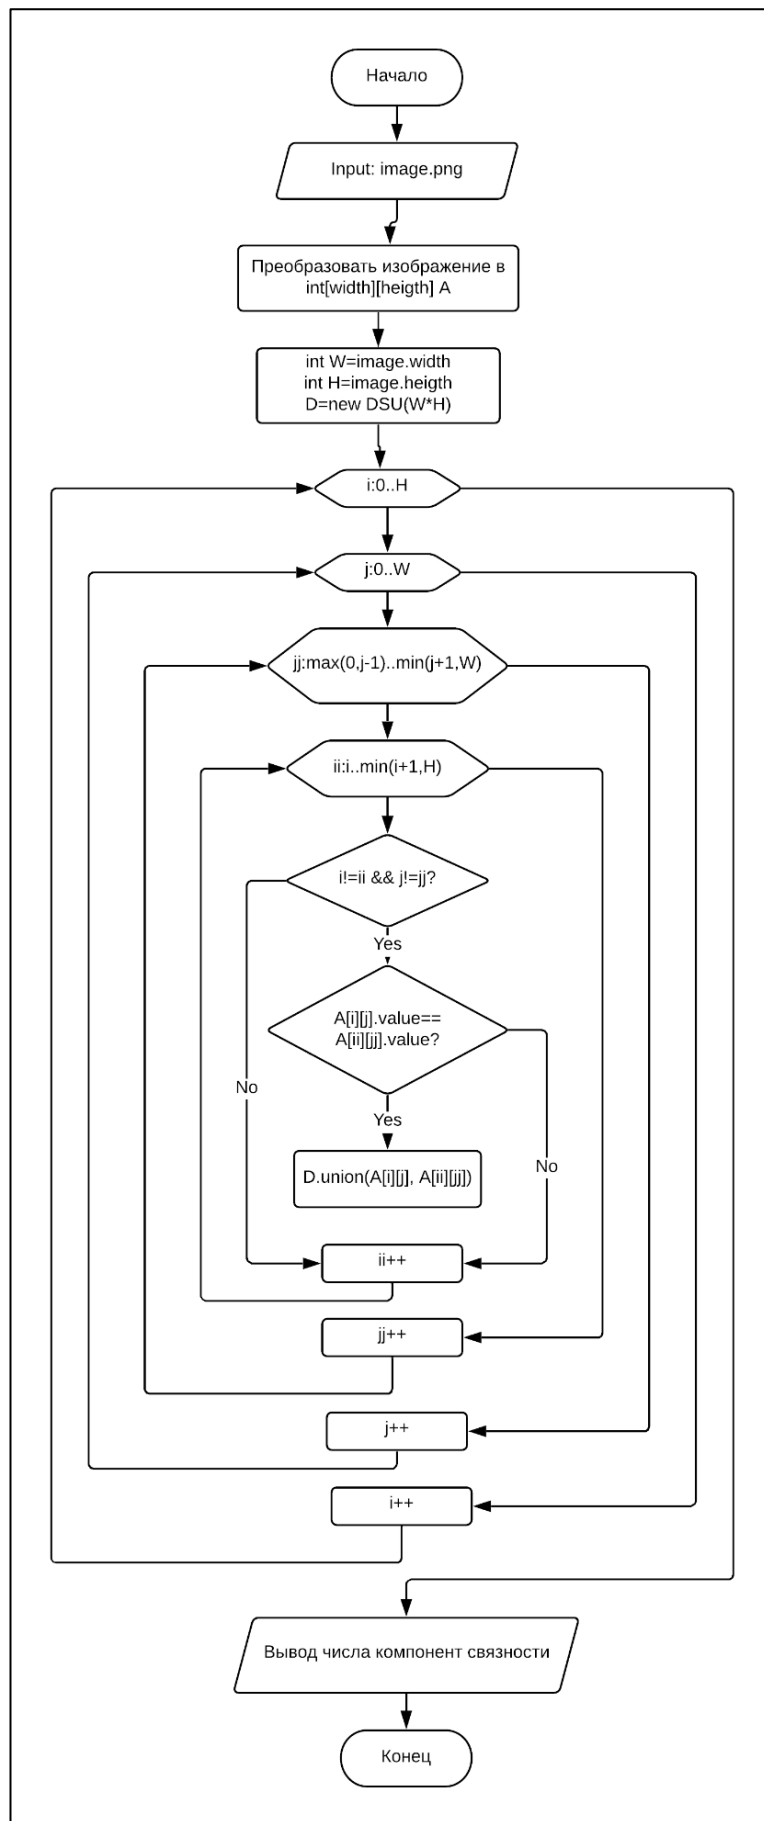 Начало
Input: image.png
Преобразовать изображение в
int[width][heigth] A
int W=image.width
int H=image.heigth
D=new DSU(W*H)
i:0..H
j:0..W
jj:max(0,j-1)..min(j+1,W)
ii:i..min(i+1,H)
i!=ii && j!=jj?
Yes
A[i][j].value==
A[ii][jj].value?
No
Yes
No
D.union(A[i][j], A[ii][jj])
ii++
jj++
j++
i++
Вывод числа компонент связности
Конец